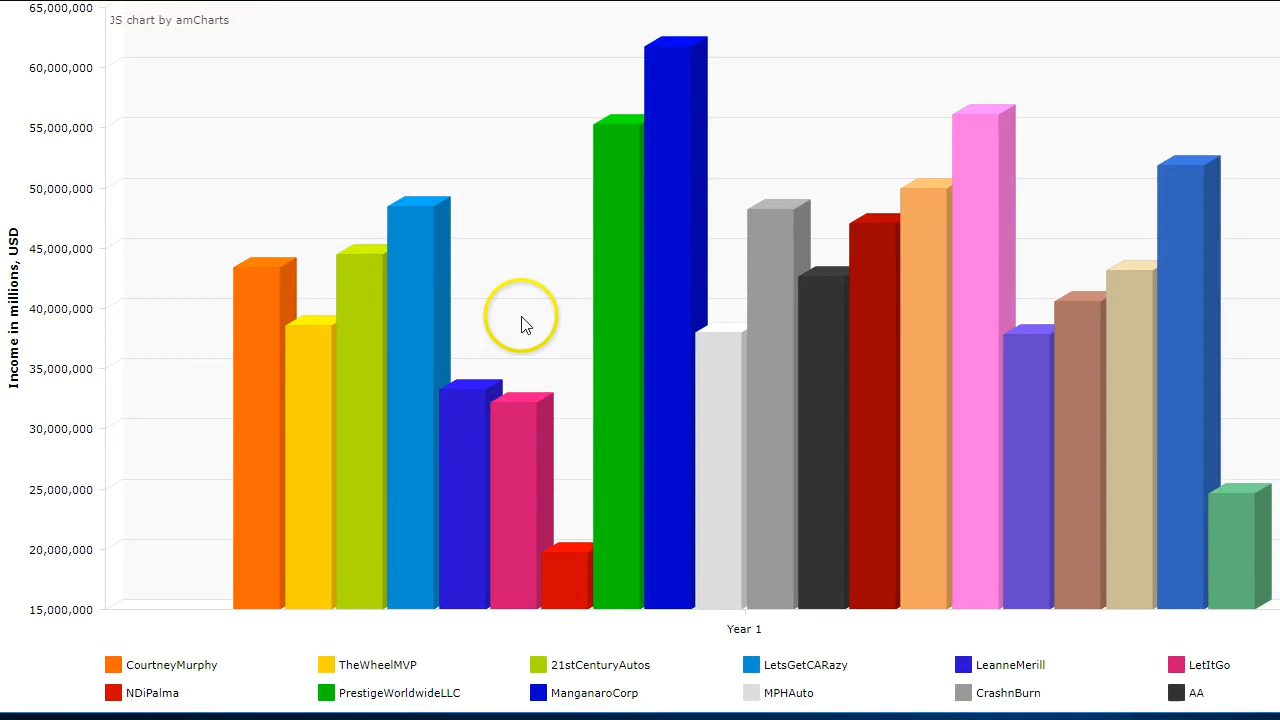 JS chart by amCharts
65,000,000
60,000,000
55,000,000
50,000,000
45,000,000
40,000,000
35,000,000
30,000,000
25,000,000
20,000,000
15,000,000
Income in millions, USD
Year 1
CourtneyMurphy TheWheelMVP 21stCenturyAutos LetsGetCARazy LeanneMerill LetItGo
NDiPalma PrestigeWorldwideLLC ManganaroCorp MPHAuto CrashnBurn AA